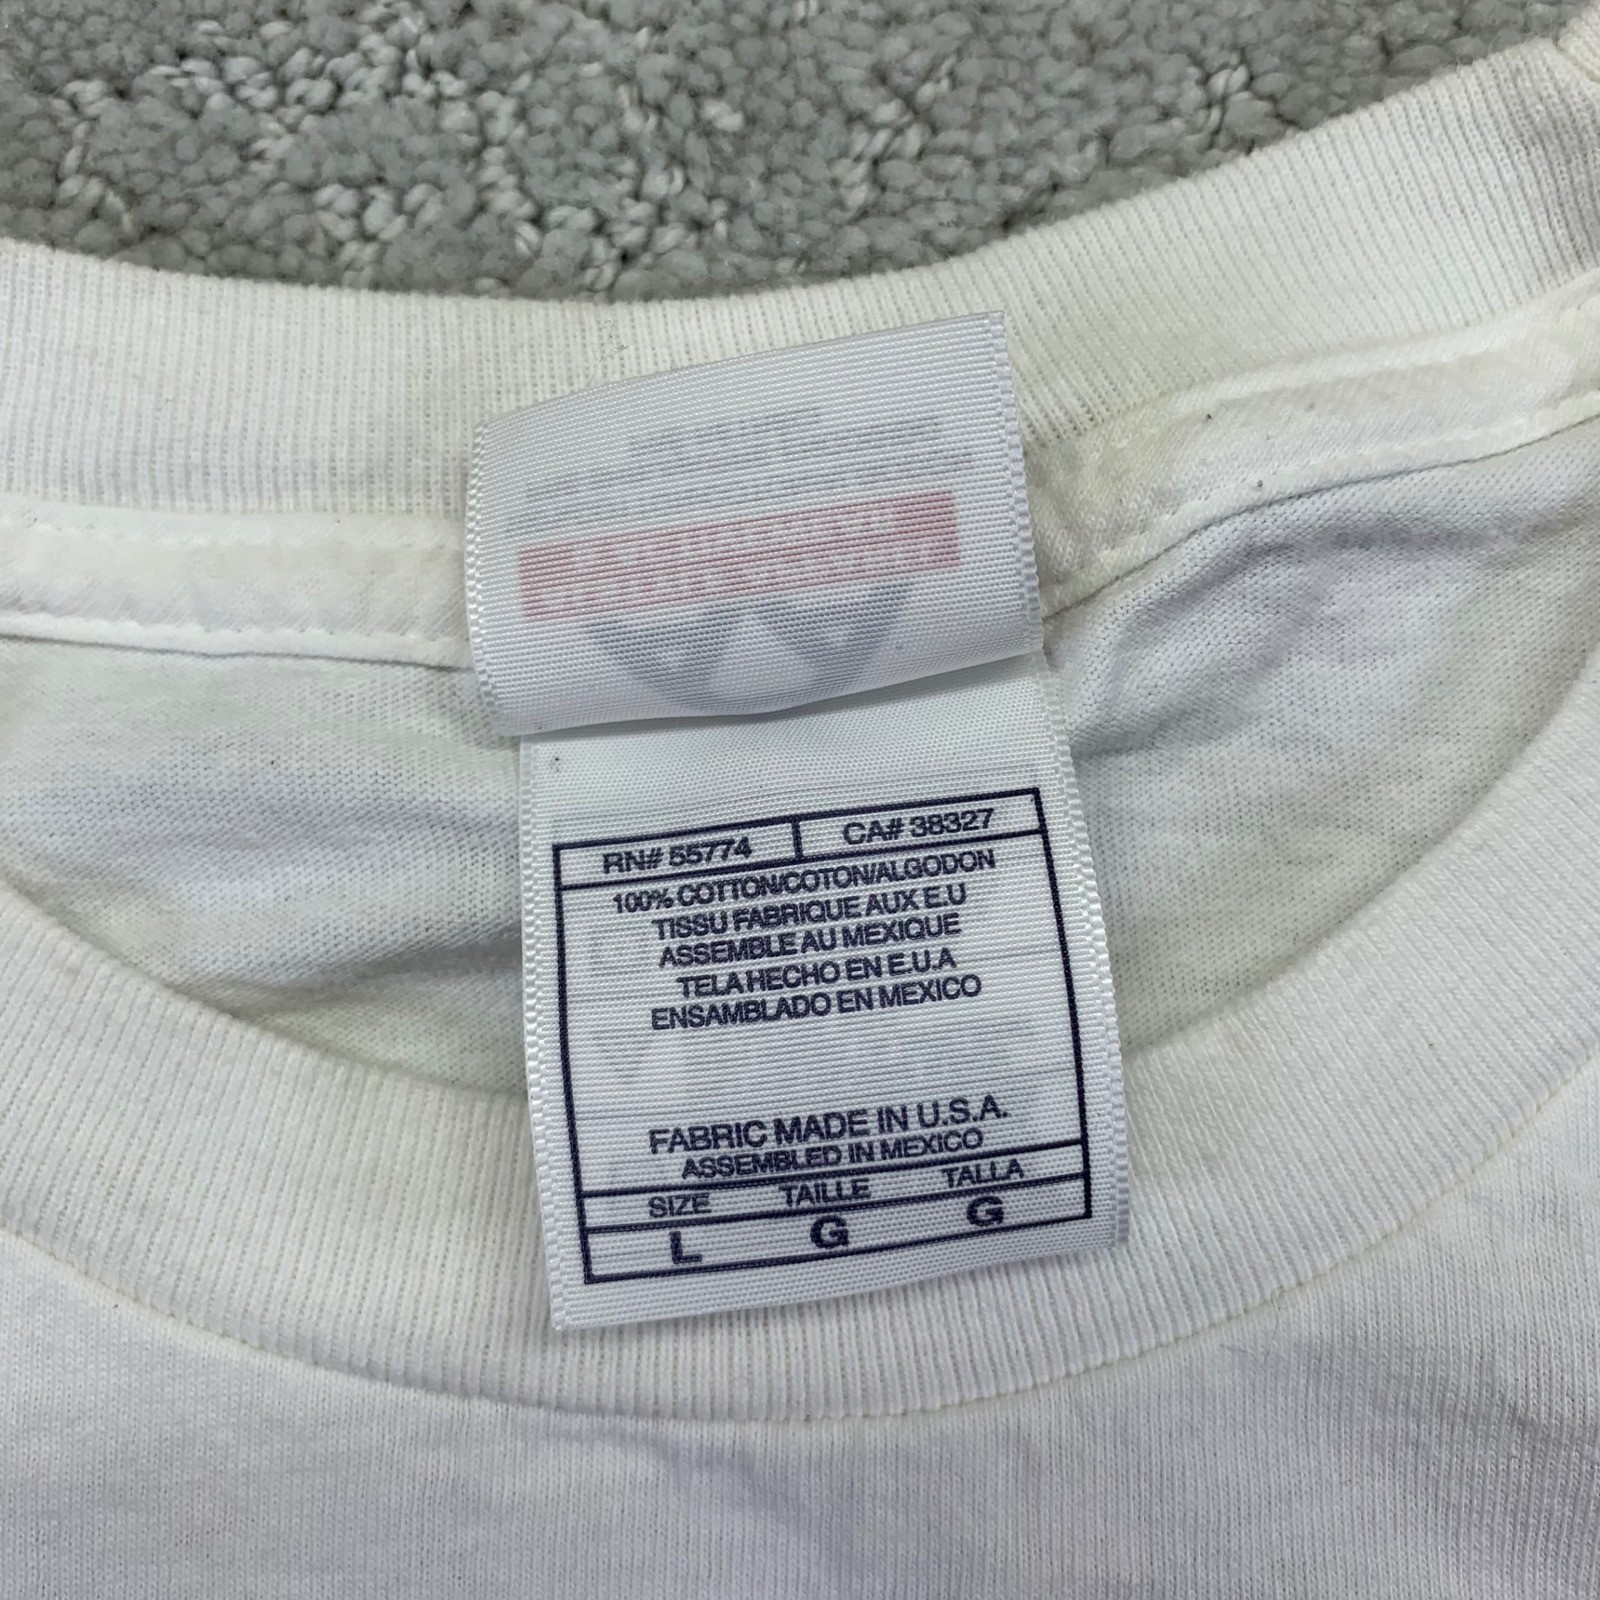 RN# 55774 CA# 38327
100% COTTON/COTON/ALGODON
TISSU FABRIQUE AUX E.U
ASSEMBLE AU MEXIQUE
TELA HECHO EN E.U.A
ENSAMBLADO EN MEXICO
FABRIC MADE IN U.S.A.
ASSEMBLED IN MEXICO
SIZE TAILLE TALLA
L G G